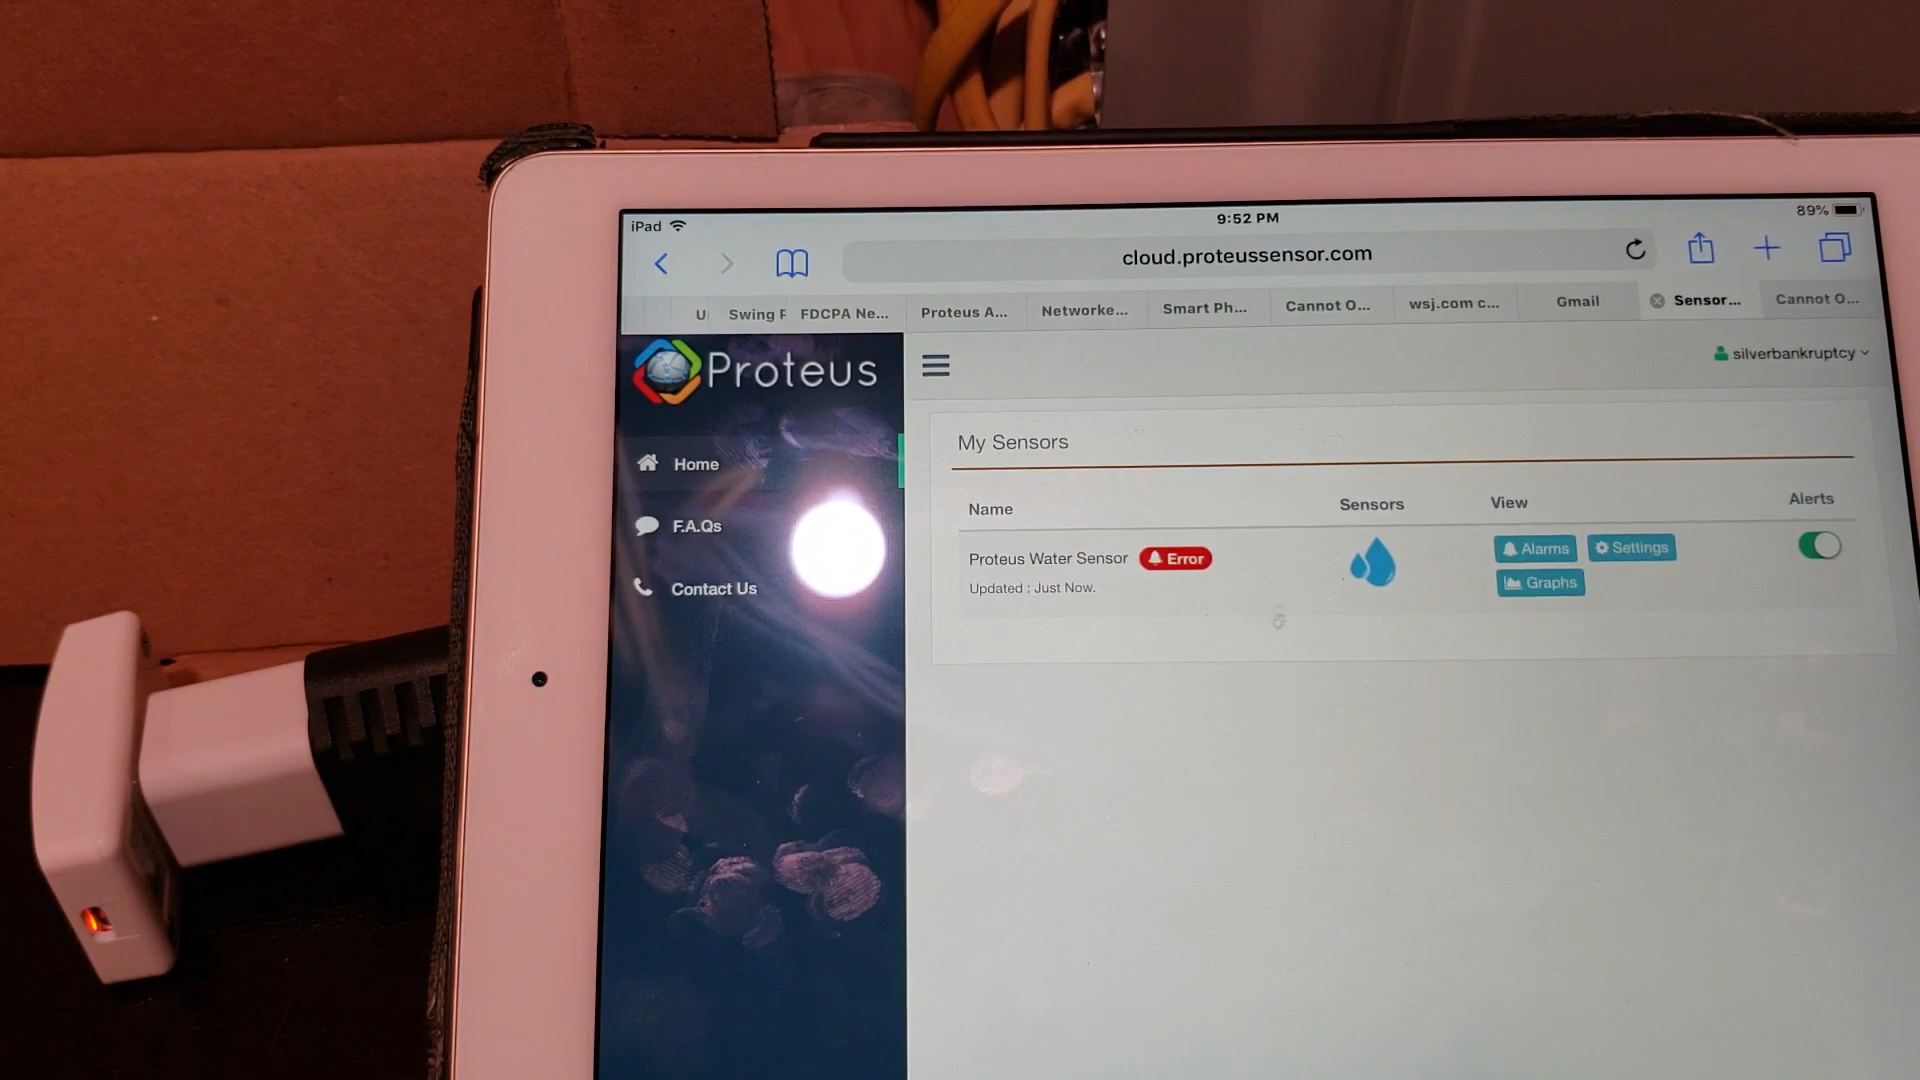 iPad
9:52 PM
89%
cloud.proteussensor.com
U
Swing
FDCPA Ne...
Proteus A...
Networke...
Smart Ph...
Cannot O...
wsj.com c...
Gmail
Sensor...
Cannot O...
Proteus
silverbankruptcy
Home
F.A.Qs
Contact Us
My Sensors
Name
Sensors
View
Alerts
Proteus Water Sensor
Error
Updated : Just Now.
Alarms
Settings
Graphs